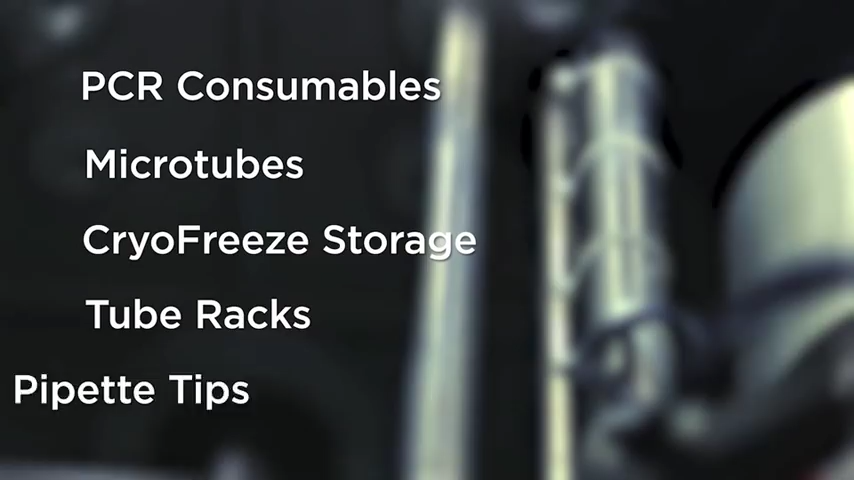 PCR Consumables
Microtubes
CryoFreeze Storage
Tube Racks
Pipette Tips